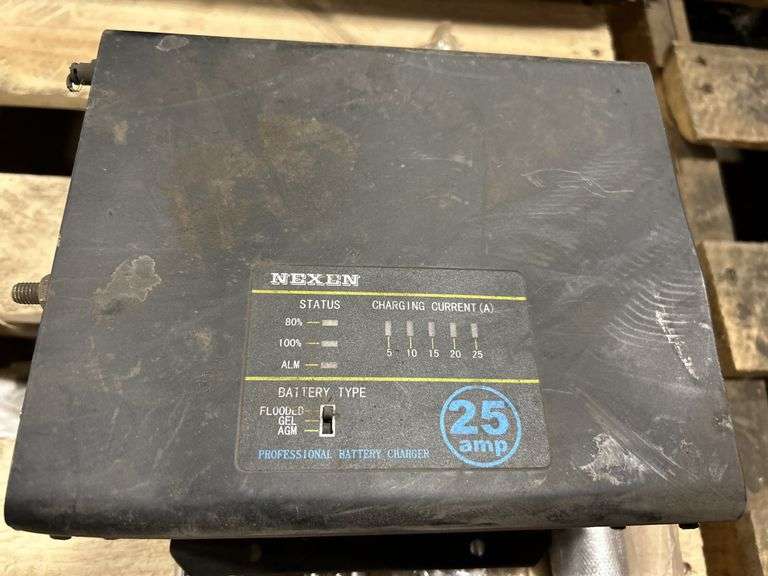 NEXEN
STATUS CHARGING CURRENT(A)
80%
100%
ALM
5 10 15 20 25
BATTERY TYPE
FLOODED
GEL
AGM
25
amp
PROFESSIONAL BATTERY CHARGER